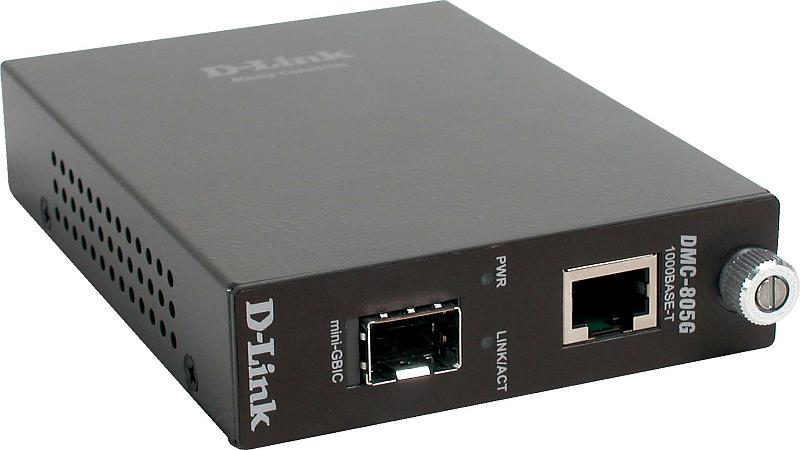 D-Link
Media Converter
D-Link
mini-GBIC
PWR
LINK/ACT
1000BASE-T
DMC-805G